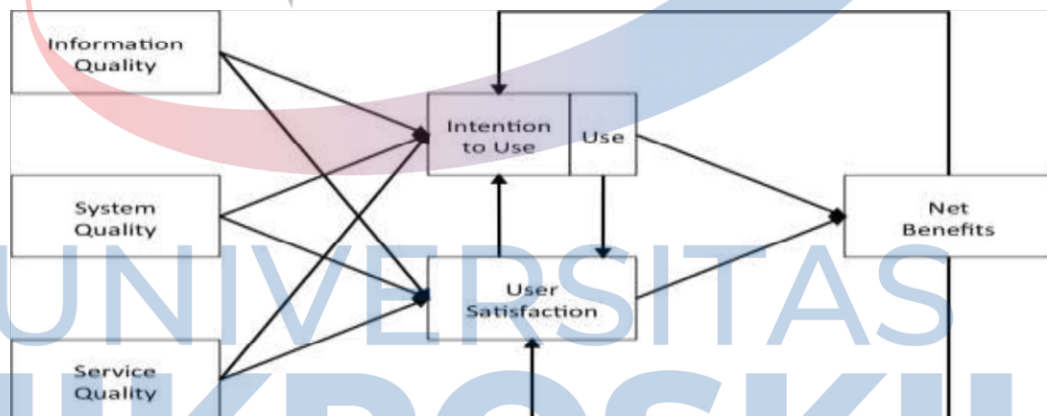 Information
Quality
Intention
to Use
Use
System
Quality
Net
Benefits
User
Satisfaction
Service
Quality
UNIVERSITAS